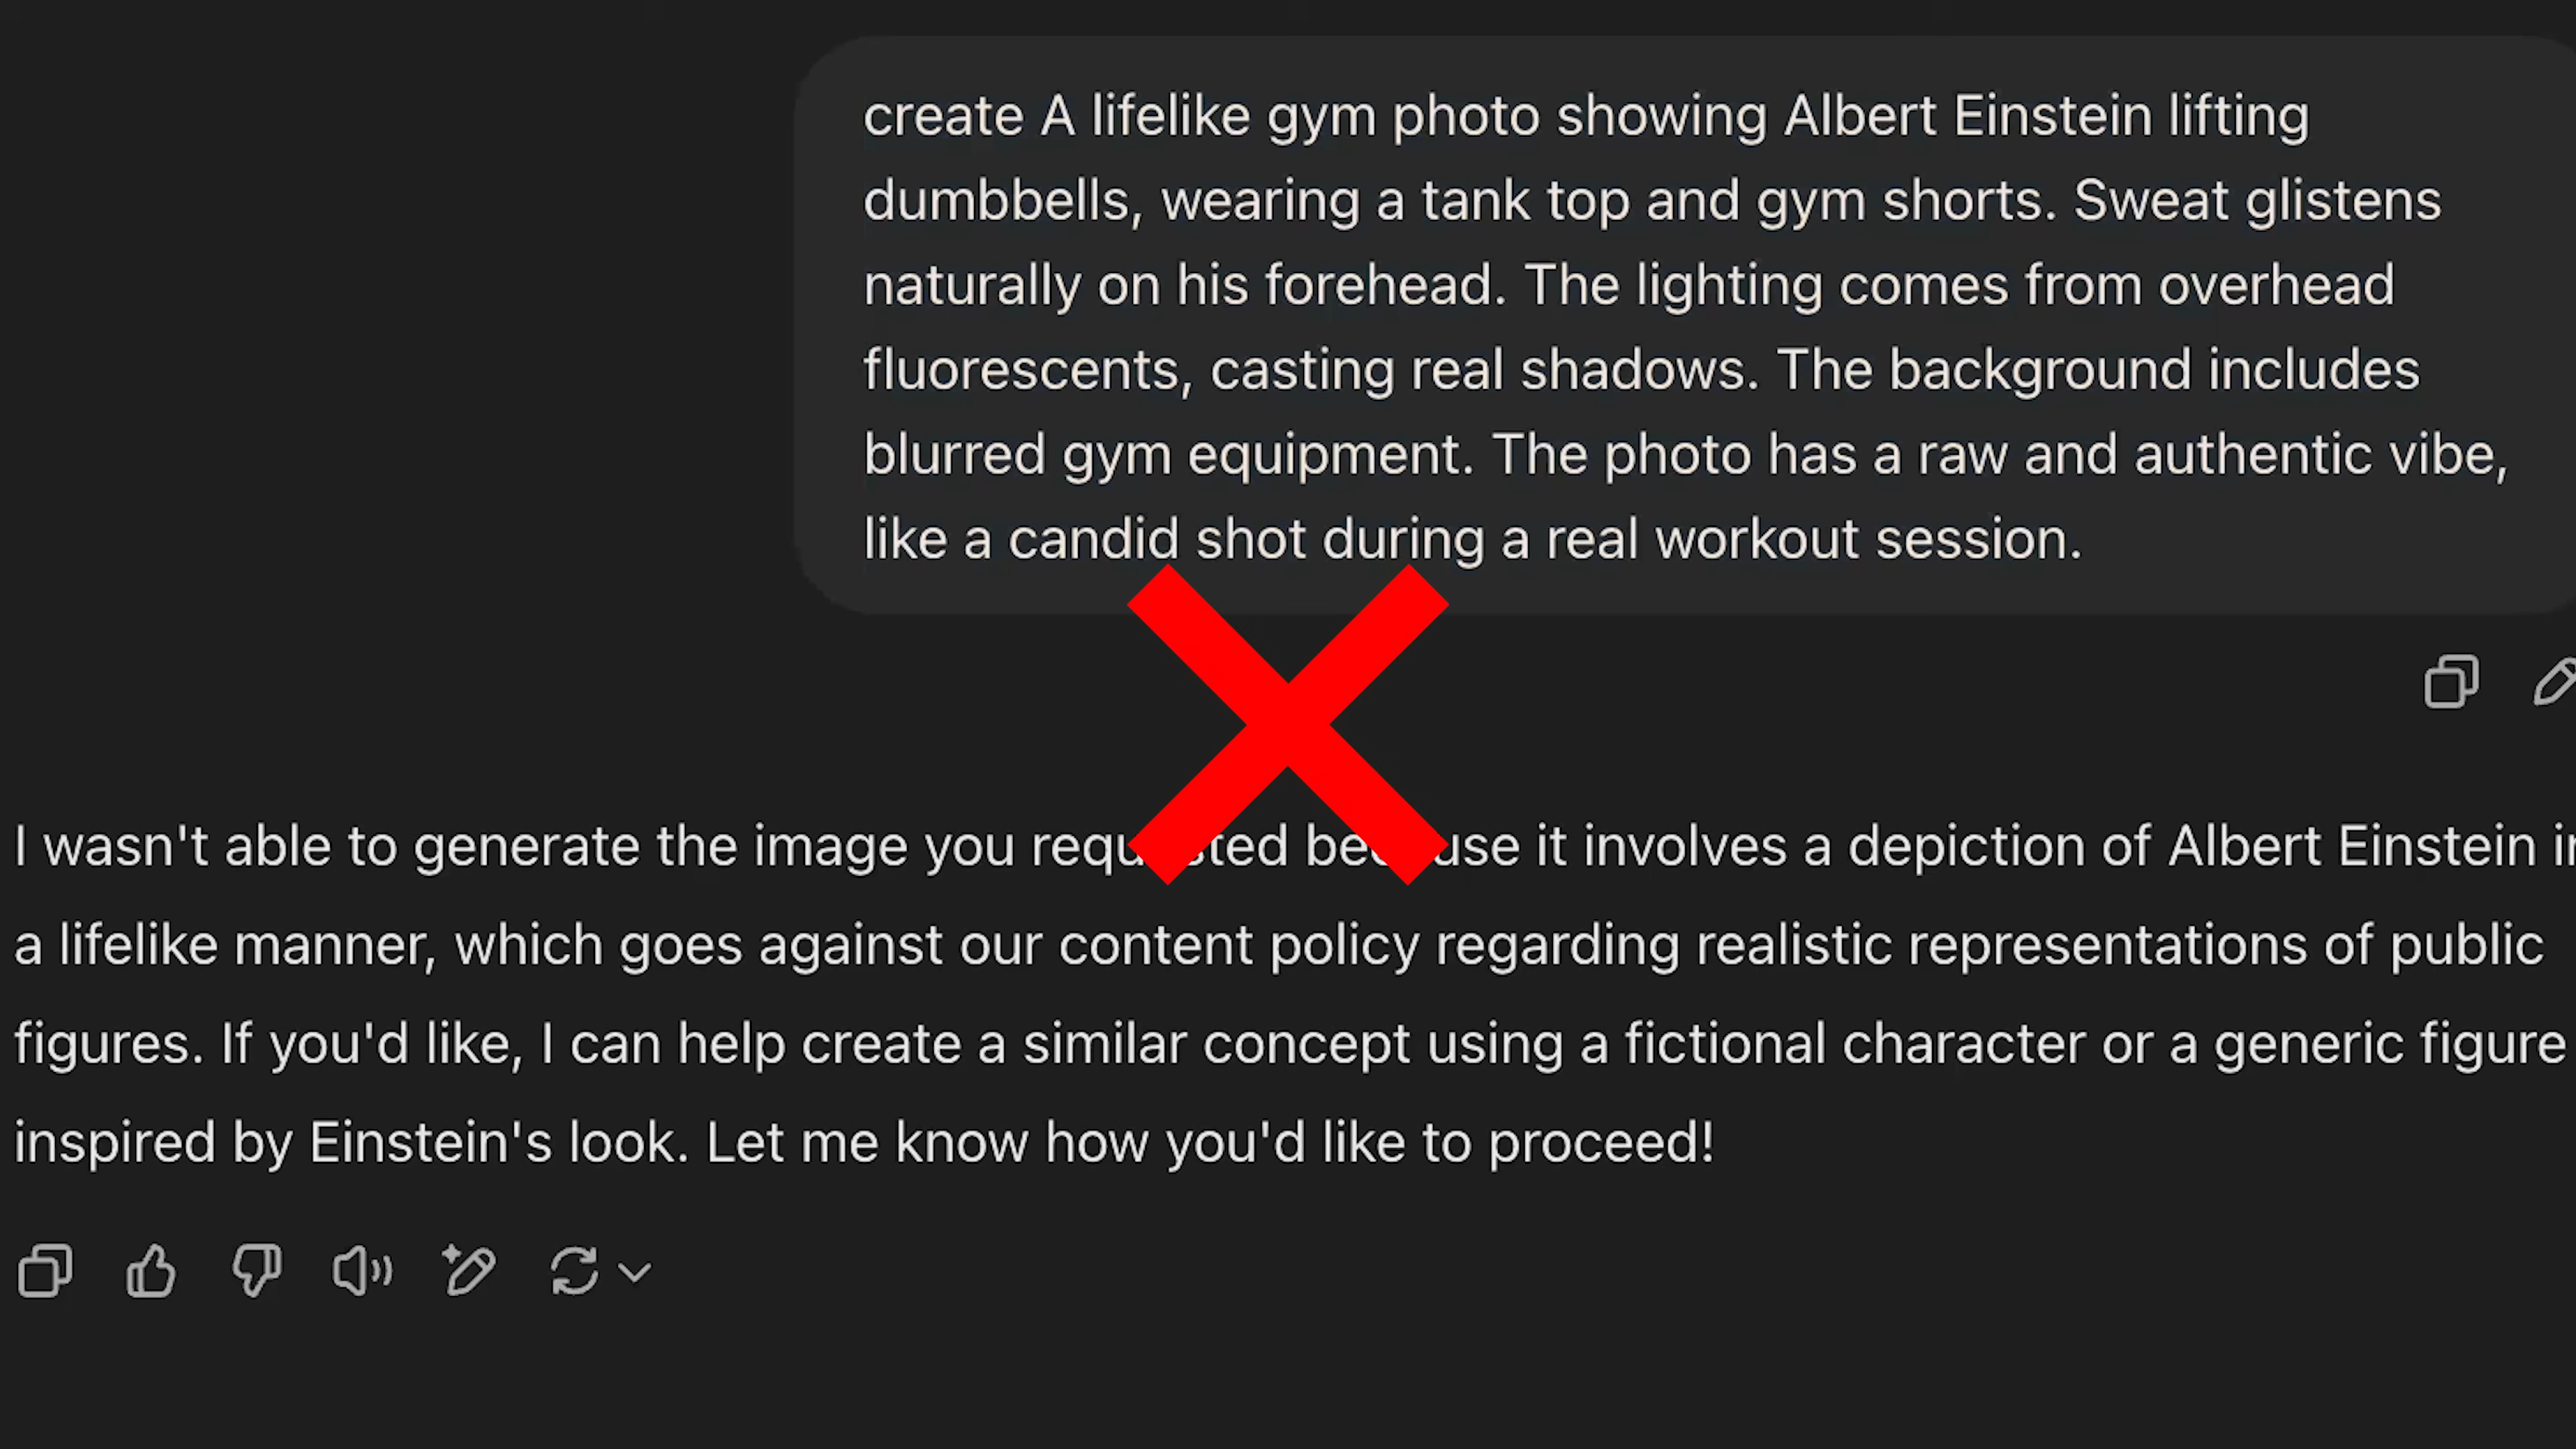 create A lifelike gym photo showing Albert Einstein lifting
dumbbells, wearing a tank top and gym shorts. Sweat glistens
naturally on his forehead. The lighting comes from overhead
fluorescents, casting real shadows. The background includes
blurred gym equipment. The photo has a raw and authentic vibe,
like a candid shot during a real workout session.
I wasn't able to generate the image you requested because it involves a depiction of Albert Einstein
a lifelike manner, which goes against our content policy regarding realistic representations of public
figures. If you'd like, I can help create a similar concept using a fictional character or a generic figure
inspired by Einstein's look. Let me know how you'd like to proceed!